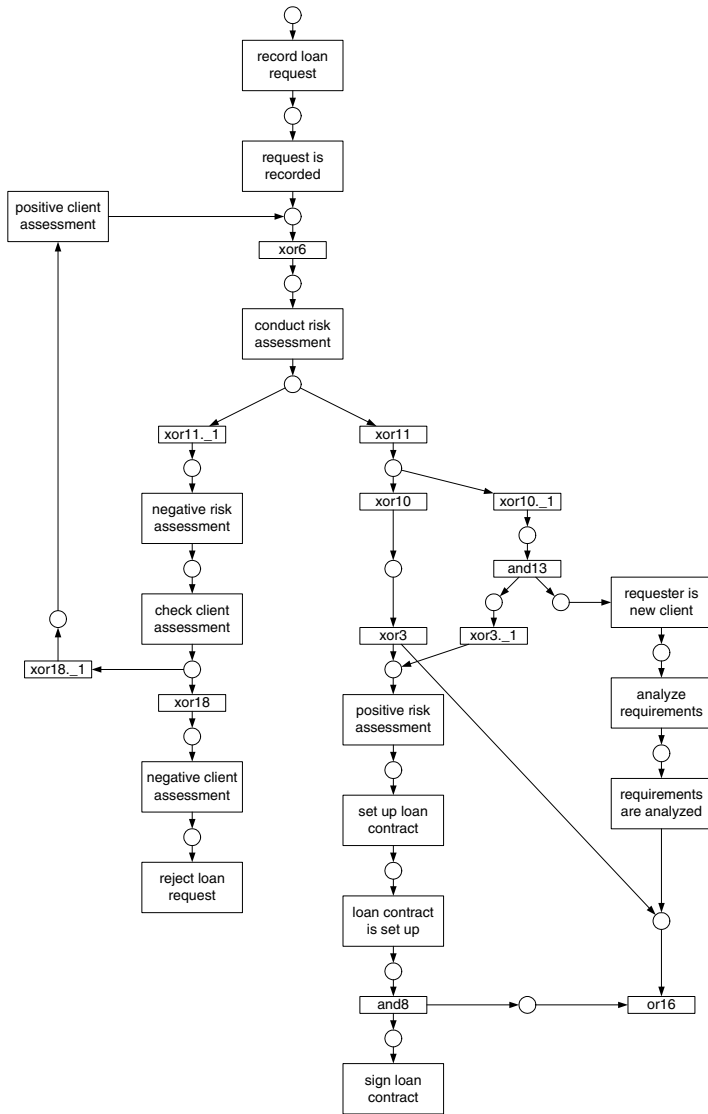 record loan
request
request is
recorded
positive client
assessment
xor6
conduct risk
assessment
xor11._1
xor11
xor10
xor10._1
negative risk
assessment
and13
requester is
new client
check client
assessment
xor3
xor3._1
xor18._1
xor18
positive risk
assessment
analyze
requirements
negative client
assessment
set up loan
contract
requirements
are analyzed
reject loan
request
loan contract
is set up
and8
or16
sign loan
contract